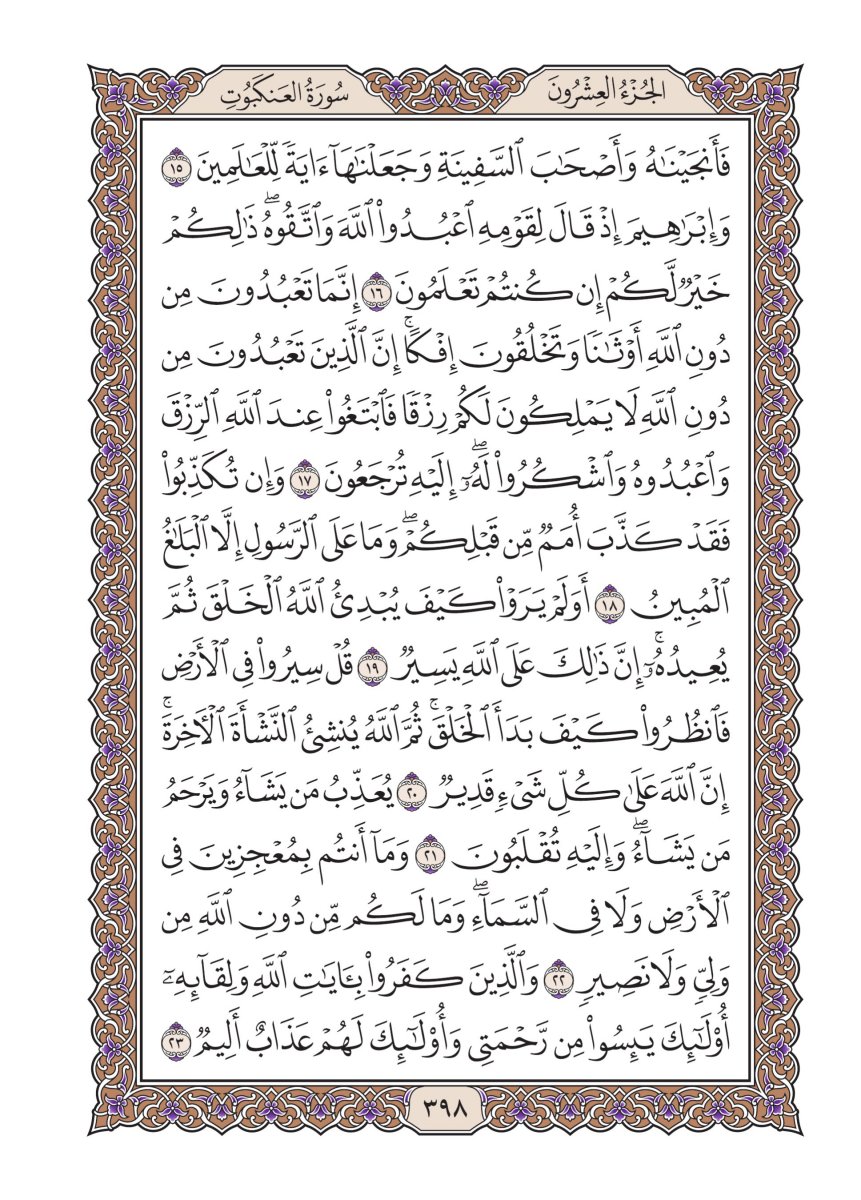 الجُزْءُ العِشْرُونَ
سُورَةُ العَنكَبُوتِ
فَأَنجَيْنَٰهُ وَأَصْحَٰبَ ٱلسَّفِينَةِ وَجَعَلْنَٰهَآ ءَايَةً لِّلْعَٰلَمِينَ ١٥
وَإِبْرَٰهِيمَ إِذْ قَالَ لِقَوْمِهِ ٱعْبُدُوا۟ ٱللَّهَ وَٱتَّقُوهُۖ ذَٰلِكُمْ
خَيْرٌ لَّكُمْ إِن كُنتُمْ تَعْلَمُونَ ١٦ إِنَّمَا تَعْبُدُونَ مِن
دُونِ ٱللَّهِ أَوْثَٰنًا وَتَخْلُقُونَ إِفْكًاۚ إِنَّ ٱلَّذِينَ تَعْبُدُونَ مِن
دُونِ ٱللَّهِ لَا يَمْلِكُونَ لَكُمْ رِزْقًا فَٱبْتَغُوا۟ عِندَ ٱللَّهِ ٱلرِّزْقَ
وَٱعْبُدُوهُ وَٱشْكُرُوا۟ لَهُۥٓۖ إِلَيْهِ تُرْجَعُونَ ١٧ وَإِن تُكَذِّبُوا۟
فَقَدْ كَذَّبَ أُمَمٌ مِّن قَبْلِكُمْۖ وَمَا عَلَى ٱلرَّسُولِ إِلَّا ٱلْبَلَٰغُ
ٱلْمُبِينُ ١٨ أَوَلَمْ يَرَوْا۟ كَيْفَ يُبْدِئُ ٱللَّهُ ٱلْخَلْقَ ثُمَّ
يُعِيدُهُۥٓۚ إِنَّ ذَٰلِكَ عَلَى ٱللَّهِ يَسِيرٌ ١٩ قُلْ سِيرُوا۟ فِى ٱلْأَرْضِ
فَٱنظُرُوا۟ كَيْفَ بَدَأَ ٱلْخَلْقَۚ ثُمَّ ٱللَّهُ يُنشِئُ ٱلنَّشْأَةَ ٱلْءَاخِرَةَۚ
إِنَّ ٱللَّهَ عَلَىٰ كُلِّ شَىْءٍ قَدِيرٌ ٢٠ يُعَذِّبُ مَن يَشَآءُ وَيَرْحَمُ
مَن يَشَآءُۖ وَإِلَيْهِ تُقْلَبُونَ ٢١ وَمَآ أَنتُم بِمُعْجِزِينَ فِى
ٱلْأَرْضِ وَلَا فِى ٱلسَّمَآءِۖ وَمَا لَكُم مِّن دُونِ ٱللَّهِ مِن
وَلِىٍّ وَلَا نَصِيرٍ ٢٢ وَٱلَّذِينَ كَفَرُوا۟ بِـَٔايَٰتِ ٱللَّهِ وَلِقَآئِهِۦٓ
أُو۟لَٰٓئِكَ يَئِسُوا۟ مِن رَّحْمَتِى وَأُو۟لَٰٓئِكَ لَهُمْ عَذَابٌ أَلِيمٌ ٢٣
٣٩٨